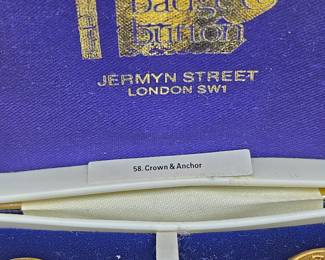 badge &
button
JERMYN STREET
LONDON SW1
58. Crown & Anchor